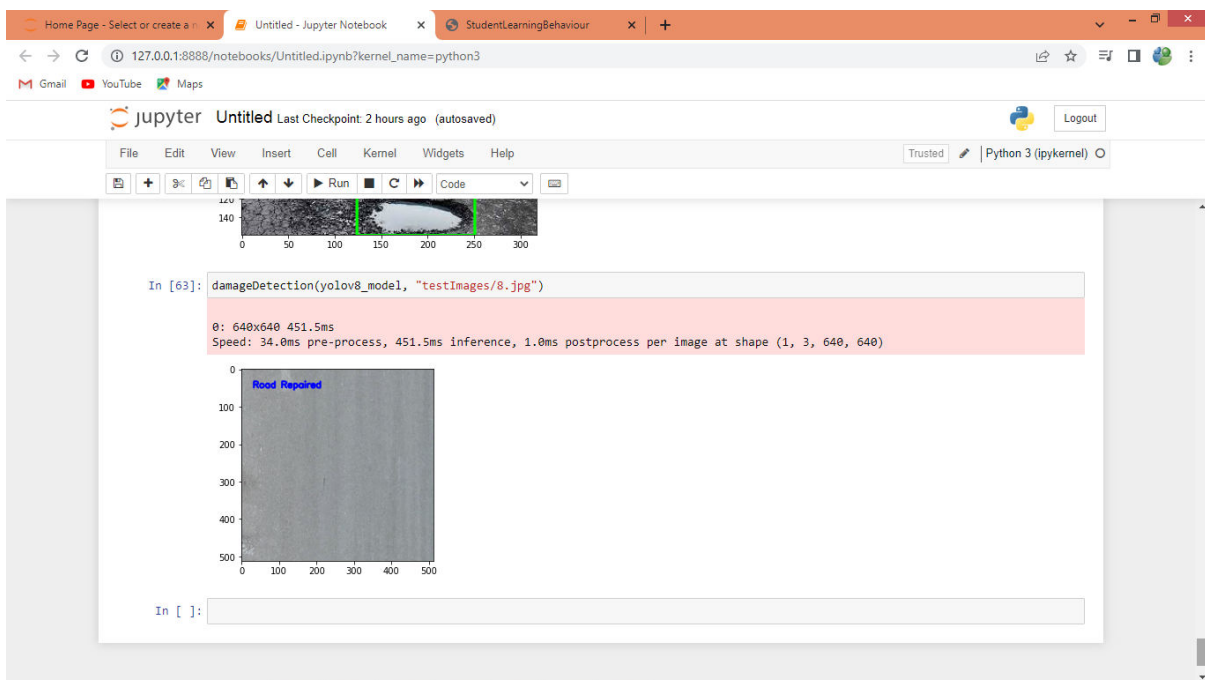 Home Page - Select or create a n
Untitled - Jupyter Notebook
StudentLearningBehaviour
127.0.0.1:8888/notebooks/Untitled.ipynb?kernel_name=python3
Gmail YouTube Maps
jupyter Untitled Last Checkpoint: 2 hours ago (autosaved)
Logout
File Edit View Insert Cell Kernel Widgets Help
Trusted Python 3 (ipykernel)
Run Code
120
140
0 50 100 150 200 250 300
In [63]: damageDetection(yolov8_model, "testImages/8.jpg")
0: 640x640 451.5ms
Speed: 34.0ms pre-process, 451.5ms inference, 1.0ms postprocess per image at shape (1, 3, 640, 640)
0
Road Repaired
100
200
300
400
500
0 100 200 300 400 500
In [ ]: